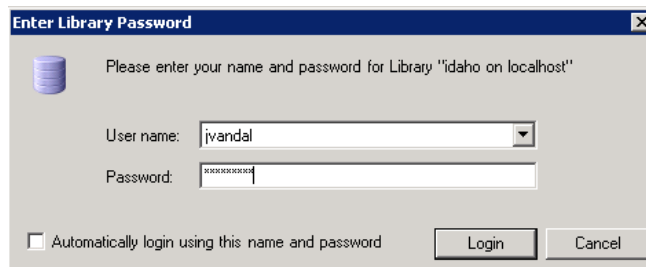 Enter Library Password
Please enter your name and password for Library "idaho on localhost"
User name: jvandal
Password: *********
Automatically login using this name and password
Login Cancel